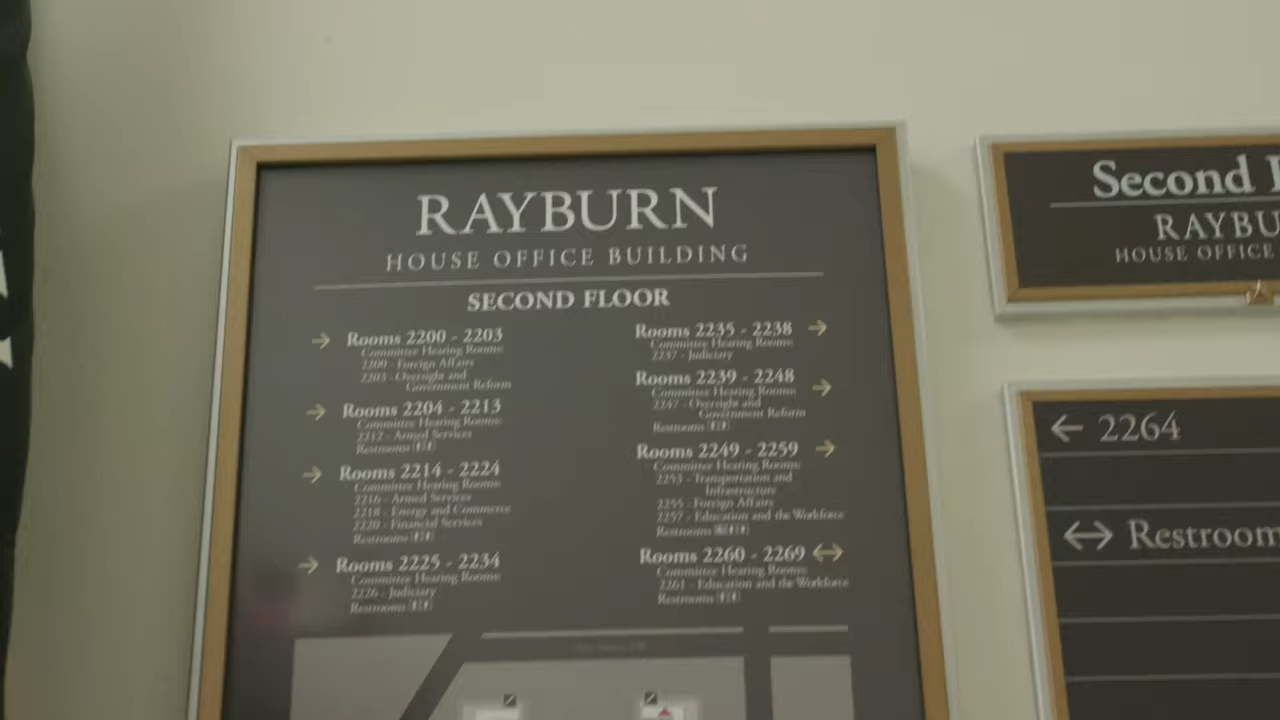 RAYBURN
HOUSE OFFICE BUILDING
SECOND FLOOR
→ Rooms 2200 - 2203
Committee Hearing Rooms:
2200 - Foreign Affairs
2203 - Oversight and
Government Reform
→ Rooms 2204 - 2213
Committee Hearing Rooms:
2212 - Armed Services
Restrooms
→ Rooms 2214 - 2224
Committee Hearing Rooms:
2216 - Armed Services
2218 - Energy and Commerce
2220 - Financial Services
Restrooms
→ Rooms 2225 - 2234
Committee Hearing Rooms:
2226 - Judiciary
Restrooms
Rooms 2235 - 2238 →
Committee Hearing Rooms:
2237 - Judiciary
Rooms 2239 - 2248 →
Committee Hearing Rooms:
2247 - Oversight and
Government Reform
Restrooms
Rooms 2249 - 2259 →
Committee Hearing Rooms:
2253 - Transportation and
Infrastructure
2255 - Foreign Affairs
2257 - Education and the Workforce
Restrooms
Rooms 2260 - 2269 ↔
Committee Hearing Rooms:
2261 - Education and the Workforce
Restrooms
Second
RAYBU
HOUSE OFFICE
← 2264
↔ Restroom